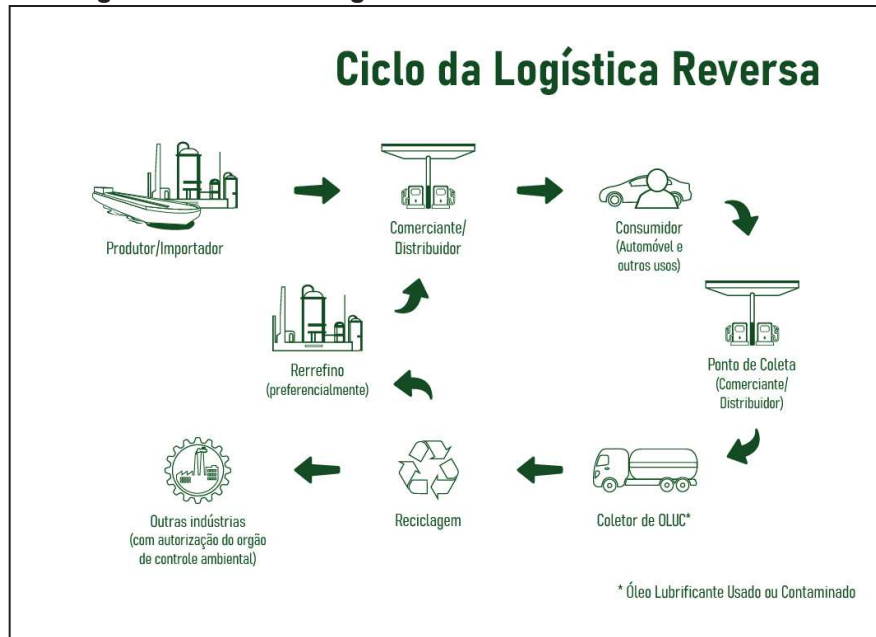 Ciclo da Logística Reversa
Produtor/Importador
Comerciante/
Distribuidor
Consumidor
(Automóvel e
outros usos)
Rerrefino
(preferencialmente)
Ponto de Coleta
(Comerciante/
Distribuidor)
Outras indústrias
(com autorização do orgão
de controle ambiental)
Reciclagem
Coletor de OLUC*
* Óleo Lubrificante Usado ou Contaminado